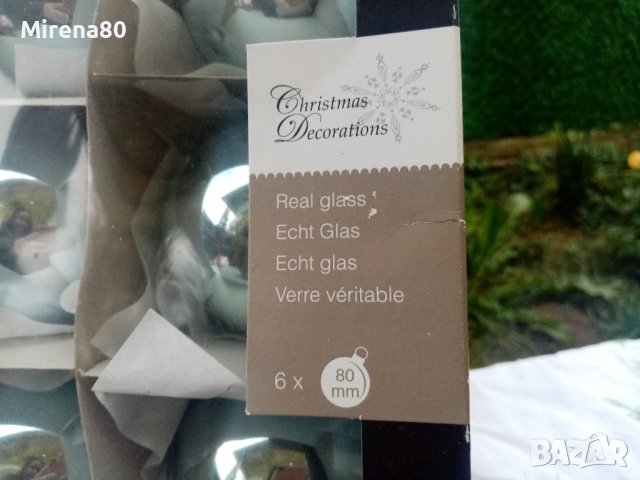 Mirena80
Christmas
Decorations
Real glass
Echt Glas
Echt glas
Verre véritable
6 x 80 mm
BAZAR